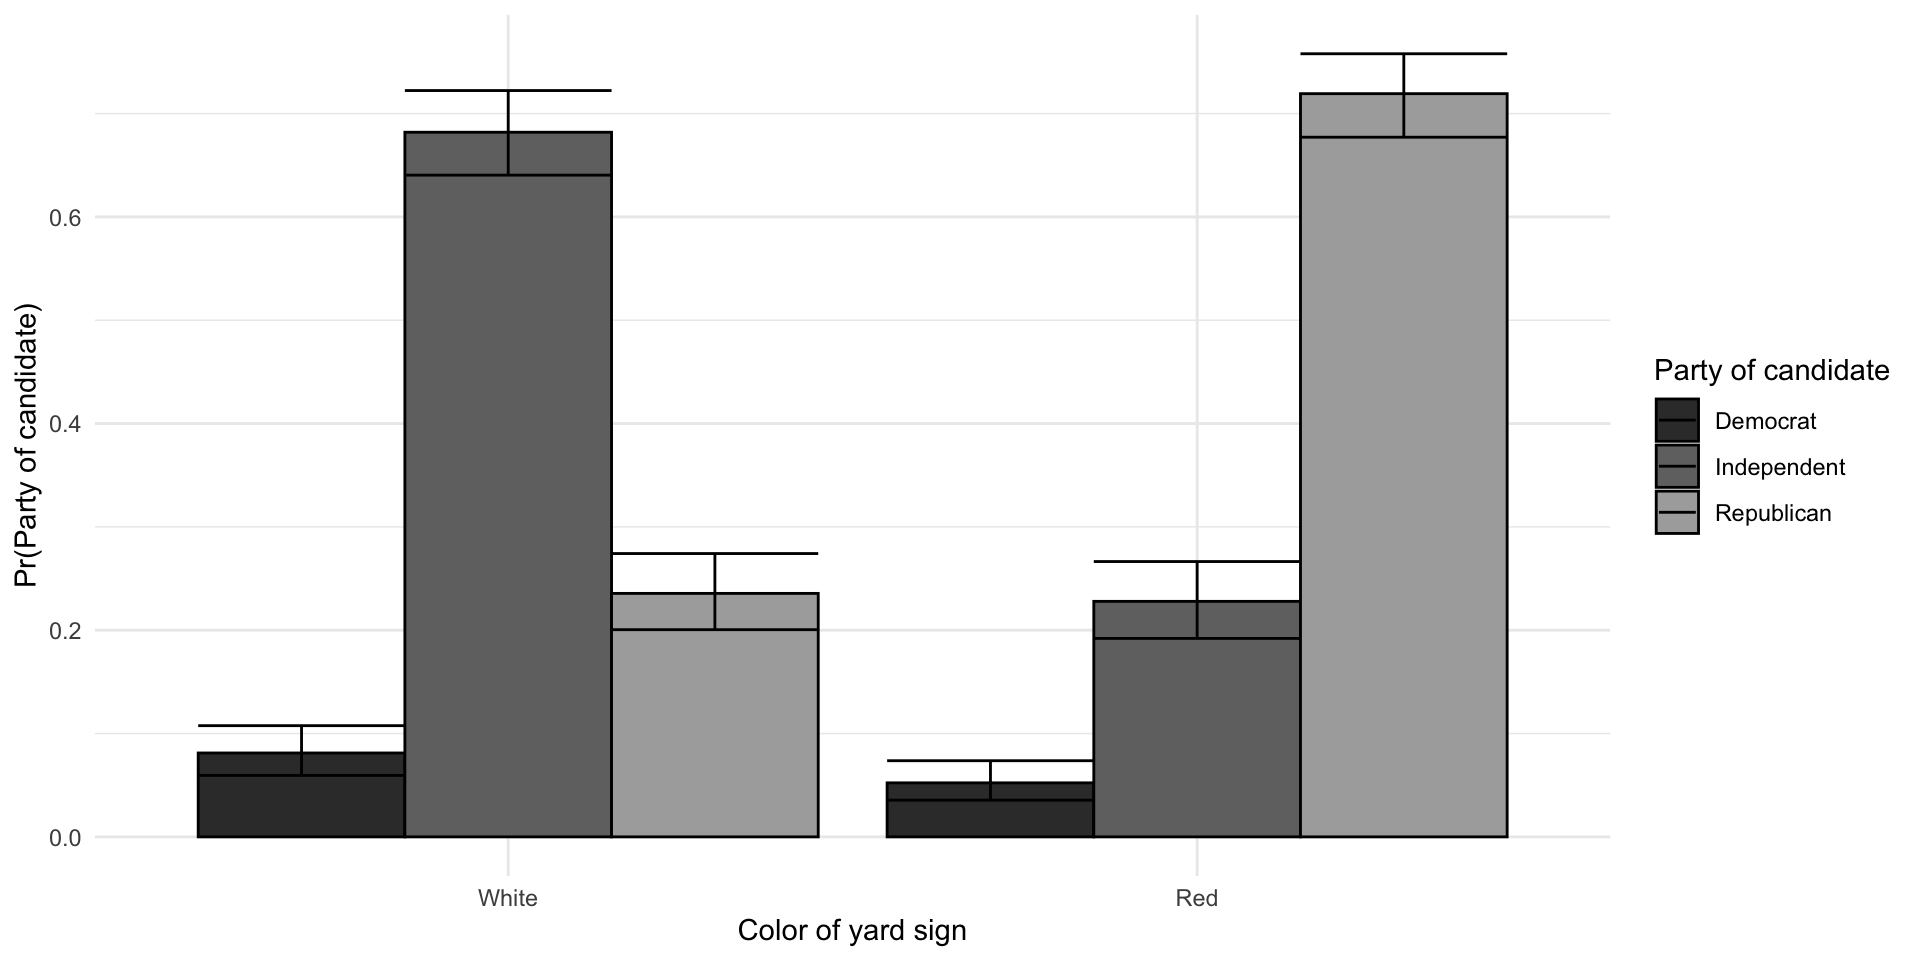 Pr(Party of candidate)
0.6
0.4
0.2
0.0
White
Red
Color of yard sign
Party of candidate
Democrat
Independent
Republican